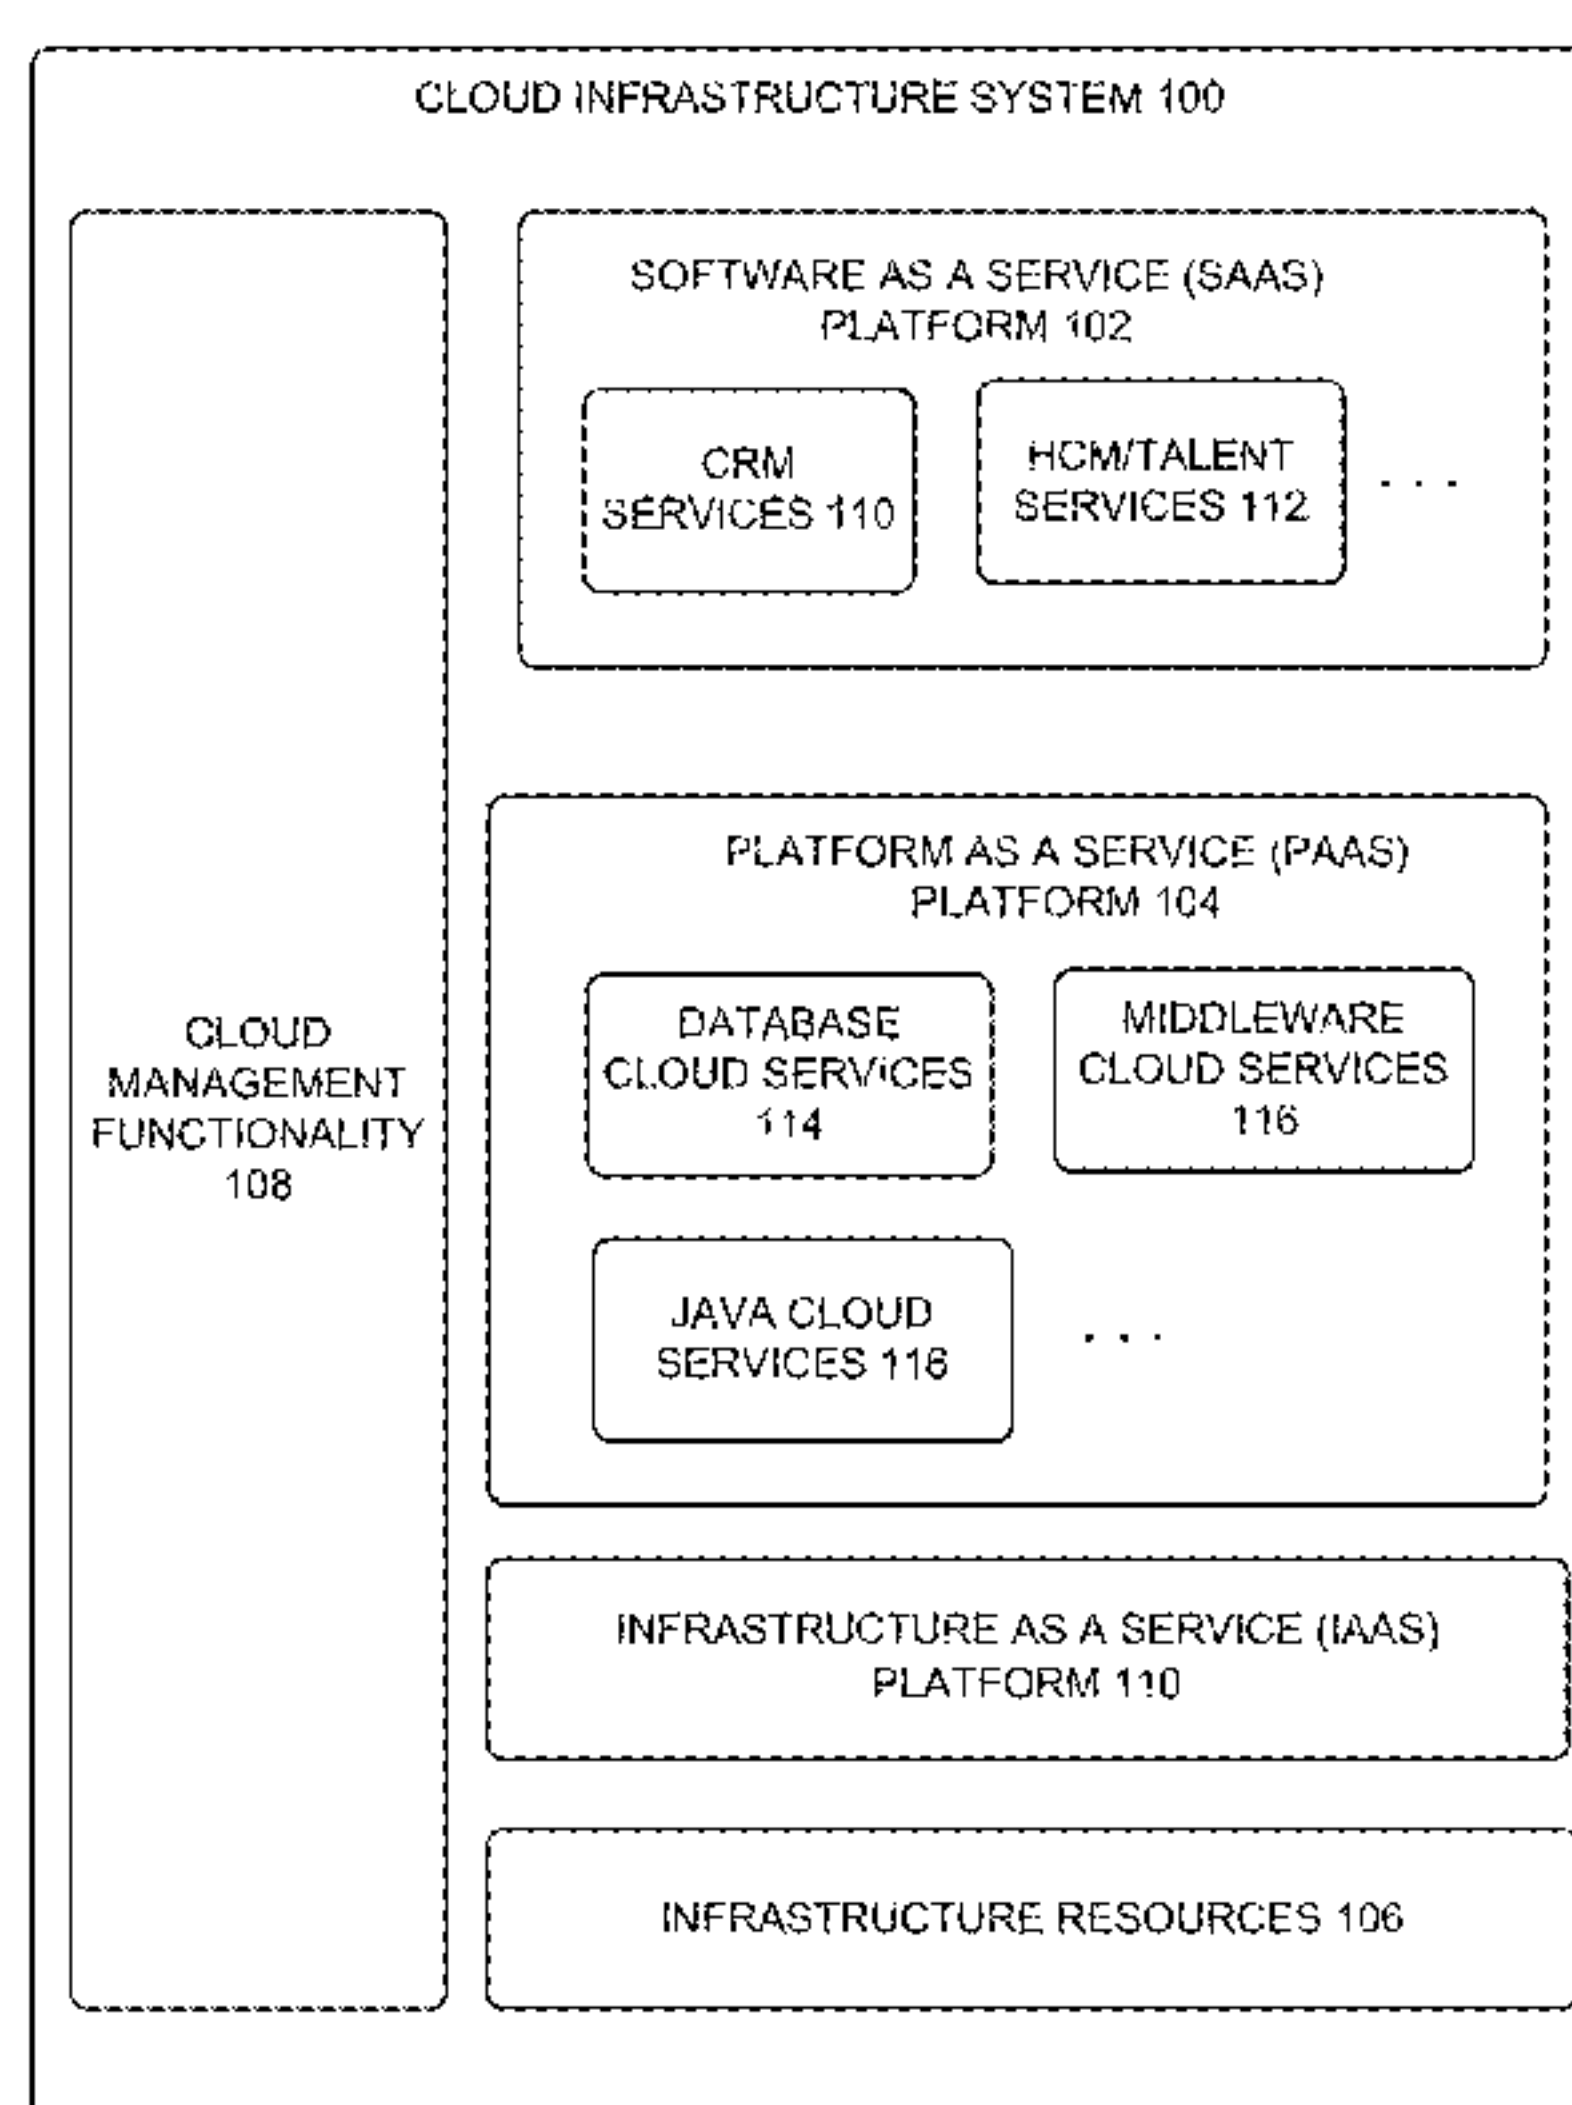 CLOUD INFRASTRUCTURE SYSTEM 100
SOFTWARE AS A SERVICE (SAAS)
PLATFORM 102
CRM
SERVICES 110
HCM/TALENT
SERVICES 112
. . .
CLOUD
MANAGEMENT
FUNCTIONALITY
108
PLATFORM AS A SERVICE (PAAS)
PLATFORM 104
DATABASE
CLOUD SERVICES
114
MIDDLEWARE
CLOUD SERVICES
116
JAVA CLOUD
SERVICES 118
. . .
INFRASTRUCTURE AS A SERVICE (IAAS)
PLATFORM 110
INFRASTRUCTURE RESOURCES 106